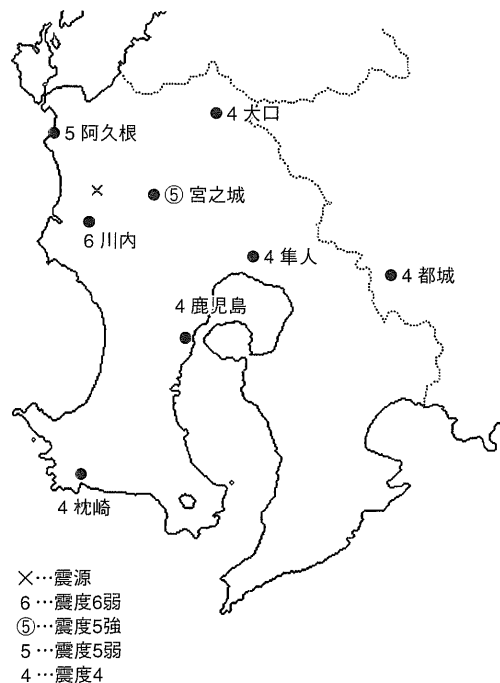 4 大口
5 阿久根
⑤ 宮之城
6 川内
4 隼人
4 都城
4 鹿児島
4 枕崎
×…震源
6 …震度6弱
⑤…震度5強
5 …震度5弱
4 …震度4